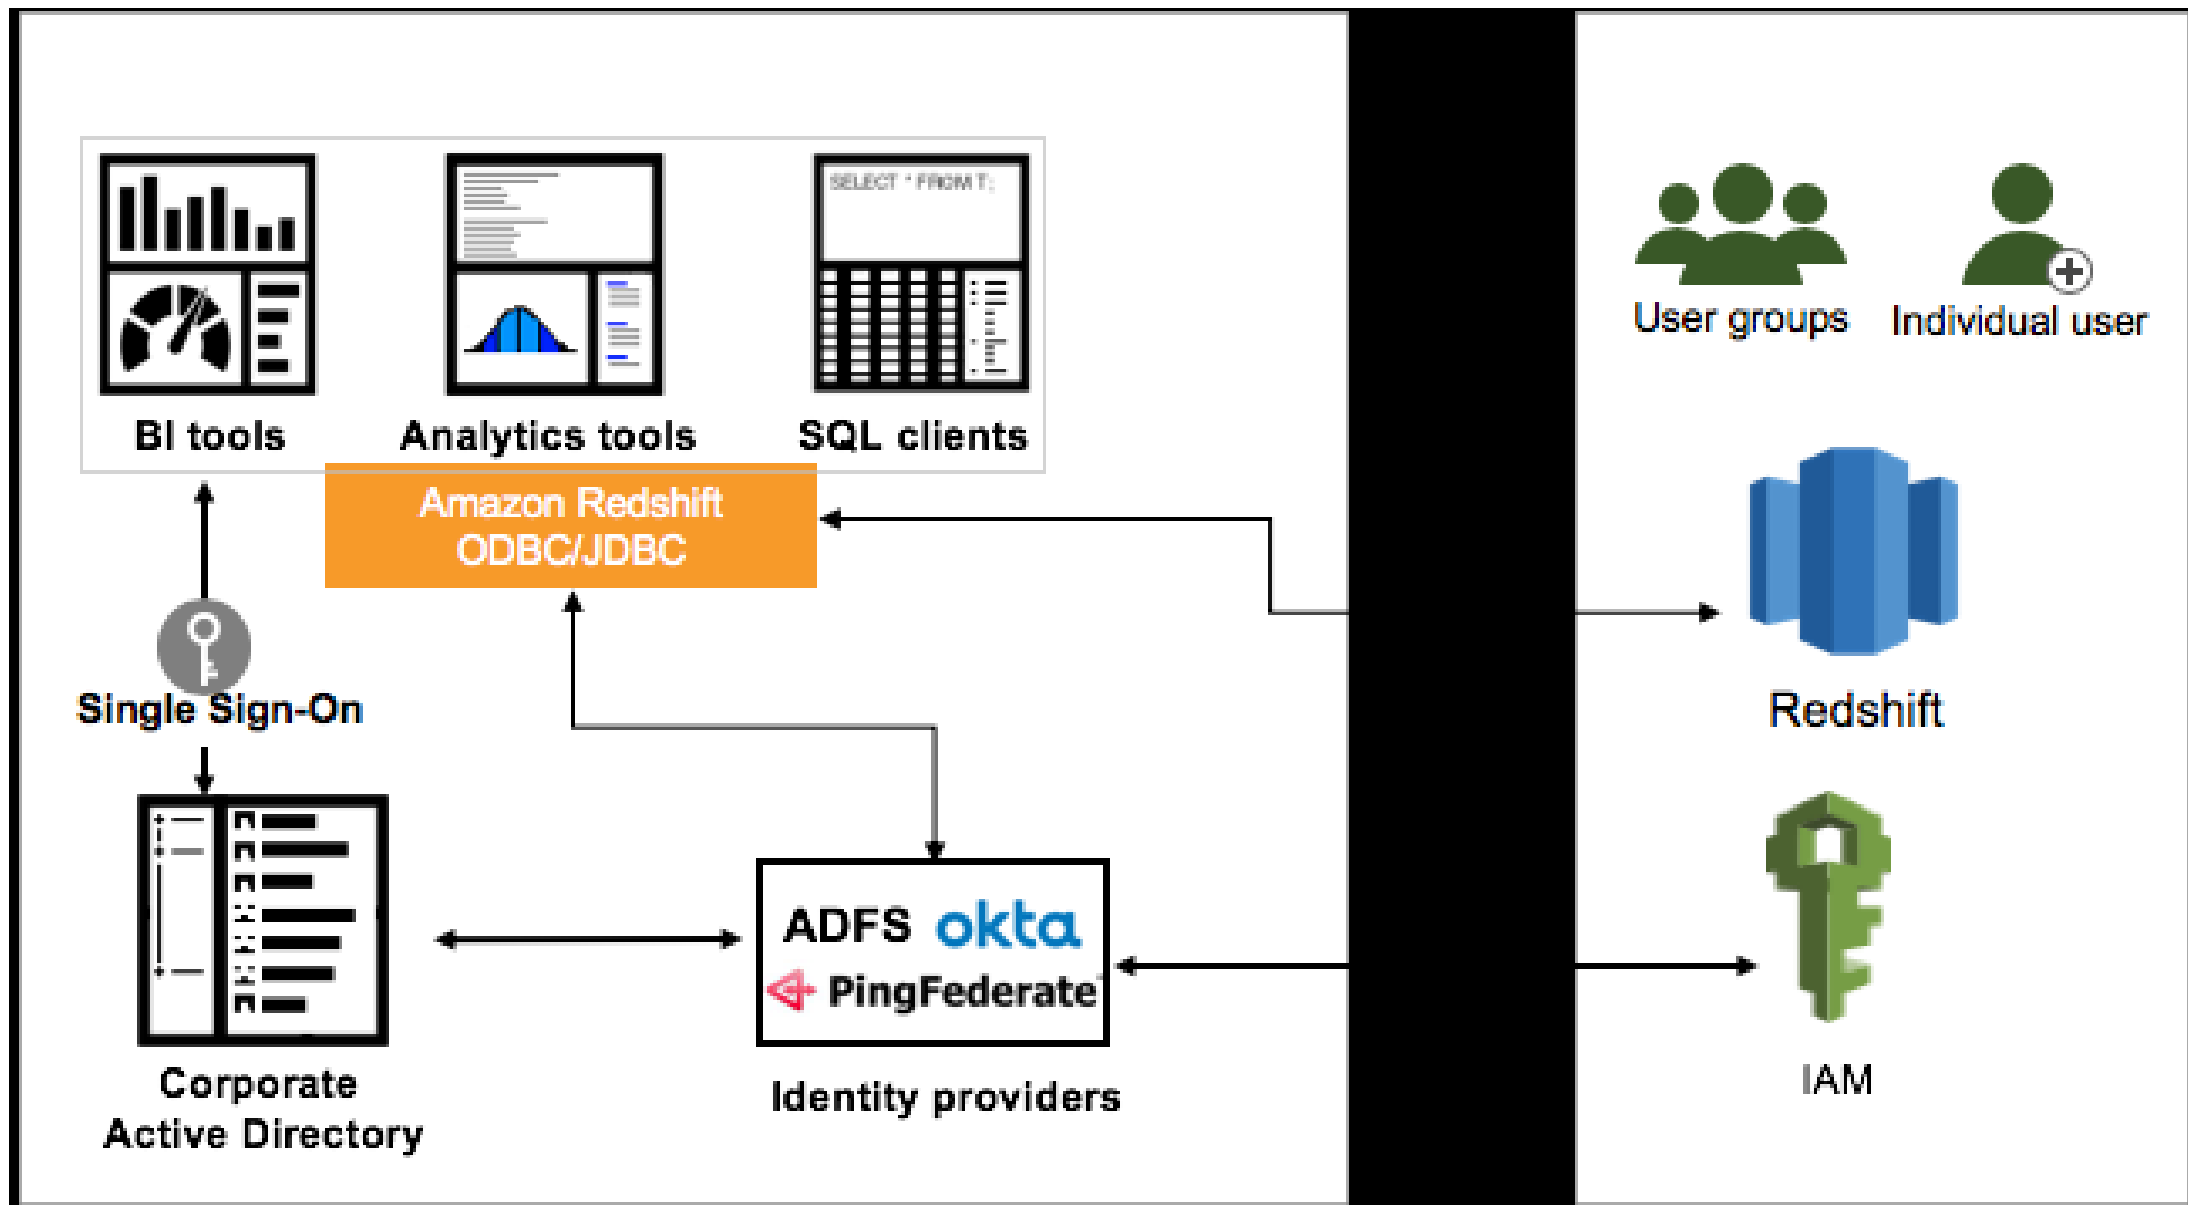 SELECT * FROM T;
BI tools
Analytics tools
SQL clients
Amazon Redshift
ODBC/JDBC
Single Sign-On
Corporate
Active Directory
ADFS okta
PingFederate
Identity providers
User groups
Individual user
Redshift
IAM